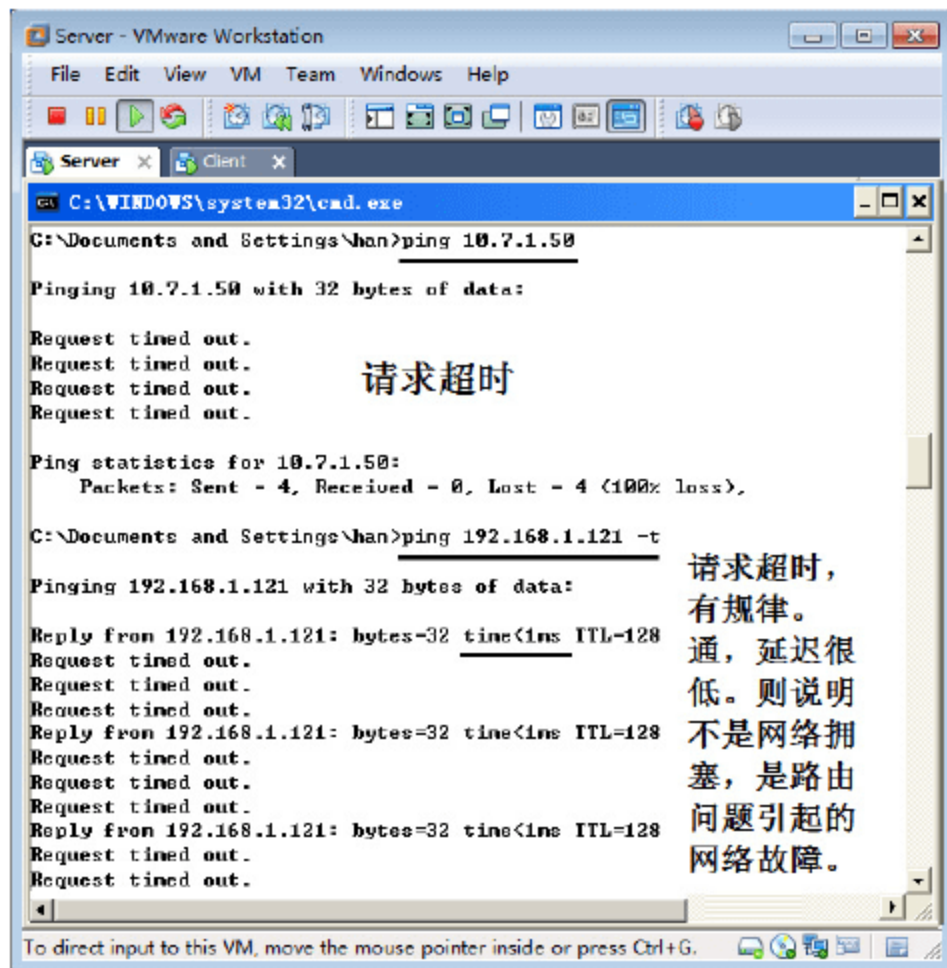 Server - VMware Workstation
File Edit View VM Team Windows Help
Server Client
C:\WINDOWS\system32\cmd.exe
C:\Documents and Settings\han>ping 10.7.1.50
Pinging 10.7.1.50 with 32 bytes of data:
Request timed out.
Request timed out.
Request timed out.
Request timed out.
请求超时
Ping statistics for 10.7.1.50:
Packets: Sent = 4, Received = 0, Lost = 4 (100% loss),
C:\Documents and Settings\han>ping 192.168.1.121 -t
Pinging 192.168.1.121 with 32 bytes of data:
Reply from 192.168.1.121: bytes=32 time<1ms TTL=128
Request timed out.
Request timed out.
Request timed out.
Reply from 192.168.1.121: bytes=32 time<1ms TTL=128
Request timed out.
Request timed out.
Request timed out.
Reply from 192.168.1.121: bytes=32 time<1ms TTL=128
Request timed out.
Request timed out.
请求超时，
有规律。
通，延迟很
低。则说明
不是网络拥
塞，是路由
问题引起的
网络故障。
To direct input to this VM, move the mouse pointer inside or press Ctrl+G.